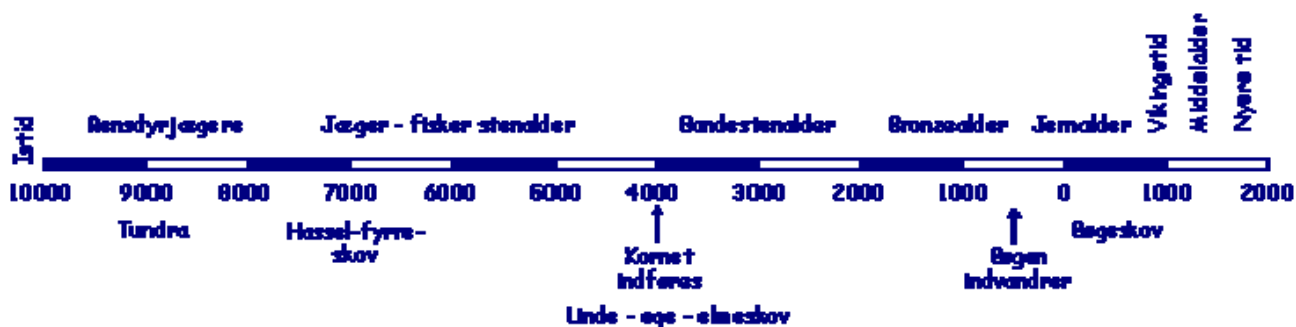 Istid
Rensdyrjægere
Jæger - fisker stenalder
Bondestenalder
Bronzealder
Jernalder
Vikingetid
Middelalder
Nyere tid
10000 9000 8000 7000 6000 5000 4000 3000 2000 1000 0 1000 2000
Tundra
Hassel-fyrre-
skov
Kornet
indføres
Bøgen
indvandrer
Bøgeskov
Linde - ege - elmeskov